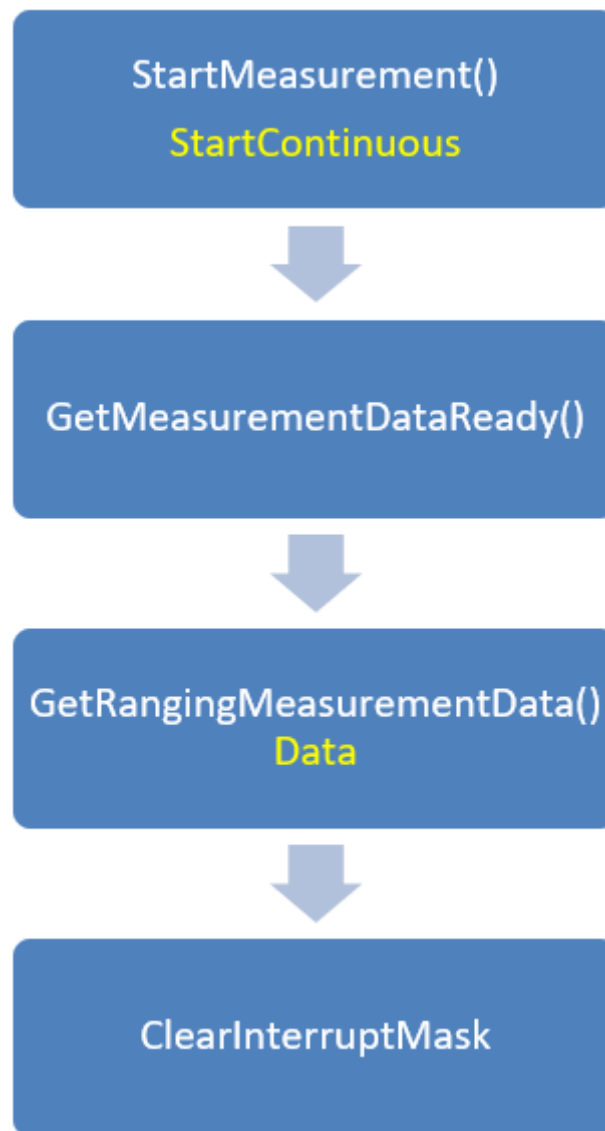 StartMeasurement()
StartContinuous
GetMeasurementDataReady()
GetRangingMeasurementData()
Data
ClearInterruptMask